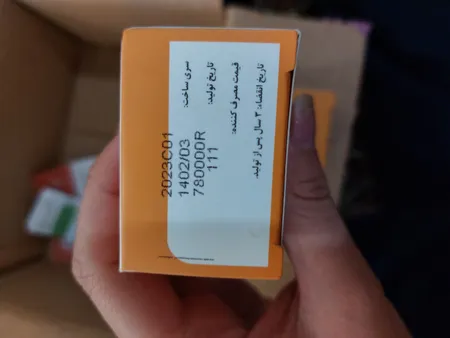 سری ساخت:
تاریخ تولید:
قیمت مصرف کننده:
تاریخ انقضاء: ۳ سال پس از تولید.
2023C01
1402/03
780000R
111